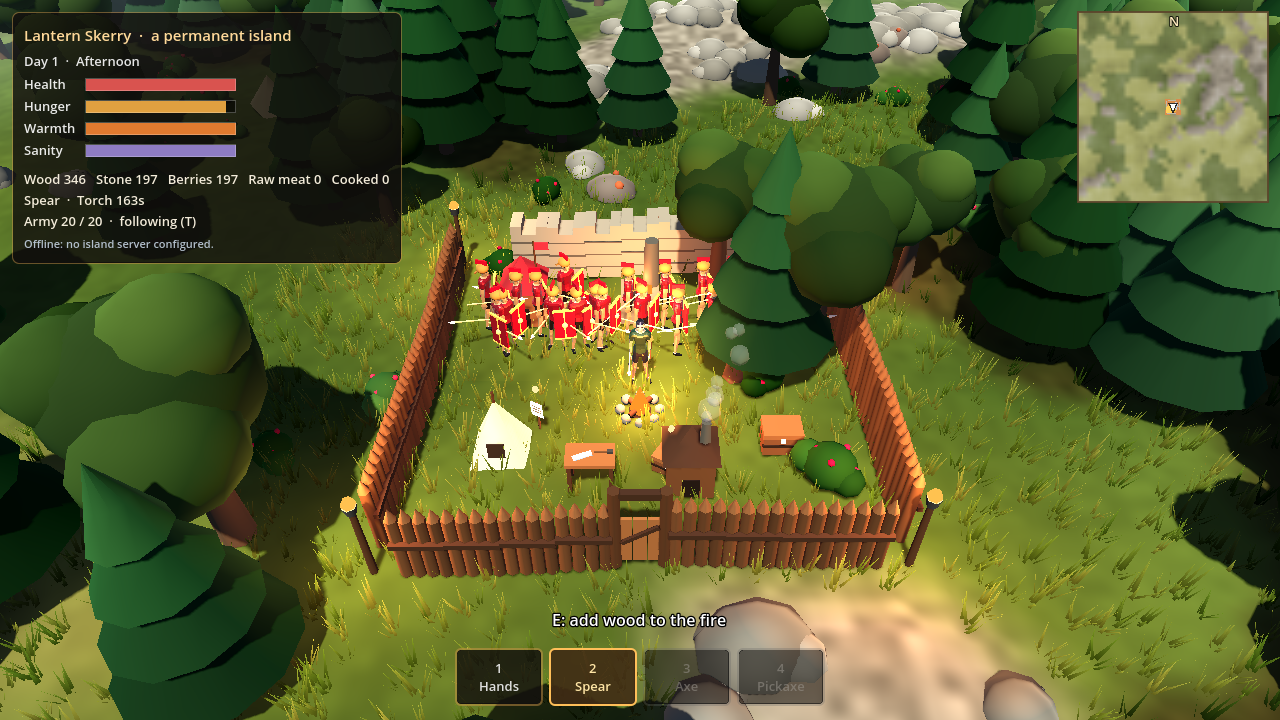 Lantern Skerry · a permanent island
Day 1 · Afternoon
Health
Hunger
Warmth
Sanity
Wood 346 Stone 197 Berries 197 Raw meat 0 Cooked 0
Spear · Torch 163s
Army 20 / 20 · following (T)
Offline: no island server configured.
N
E: add wood to the fire
1
Hands
2
Spear
3
Axe
4
Pickaxe